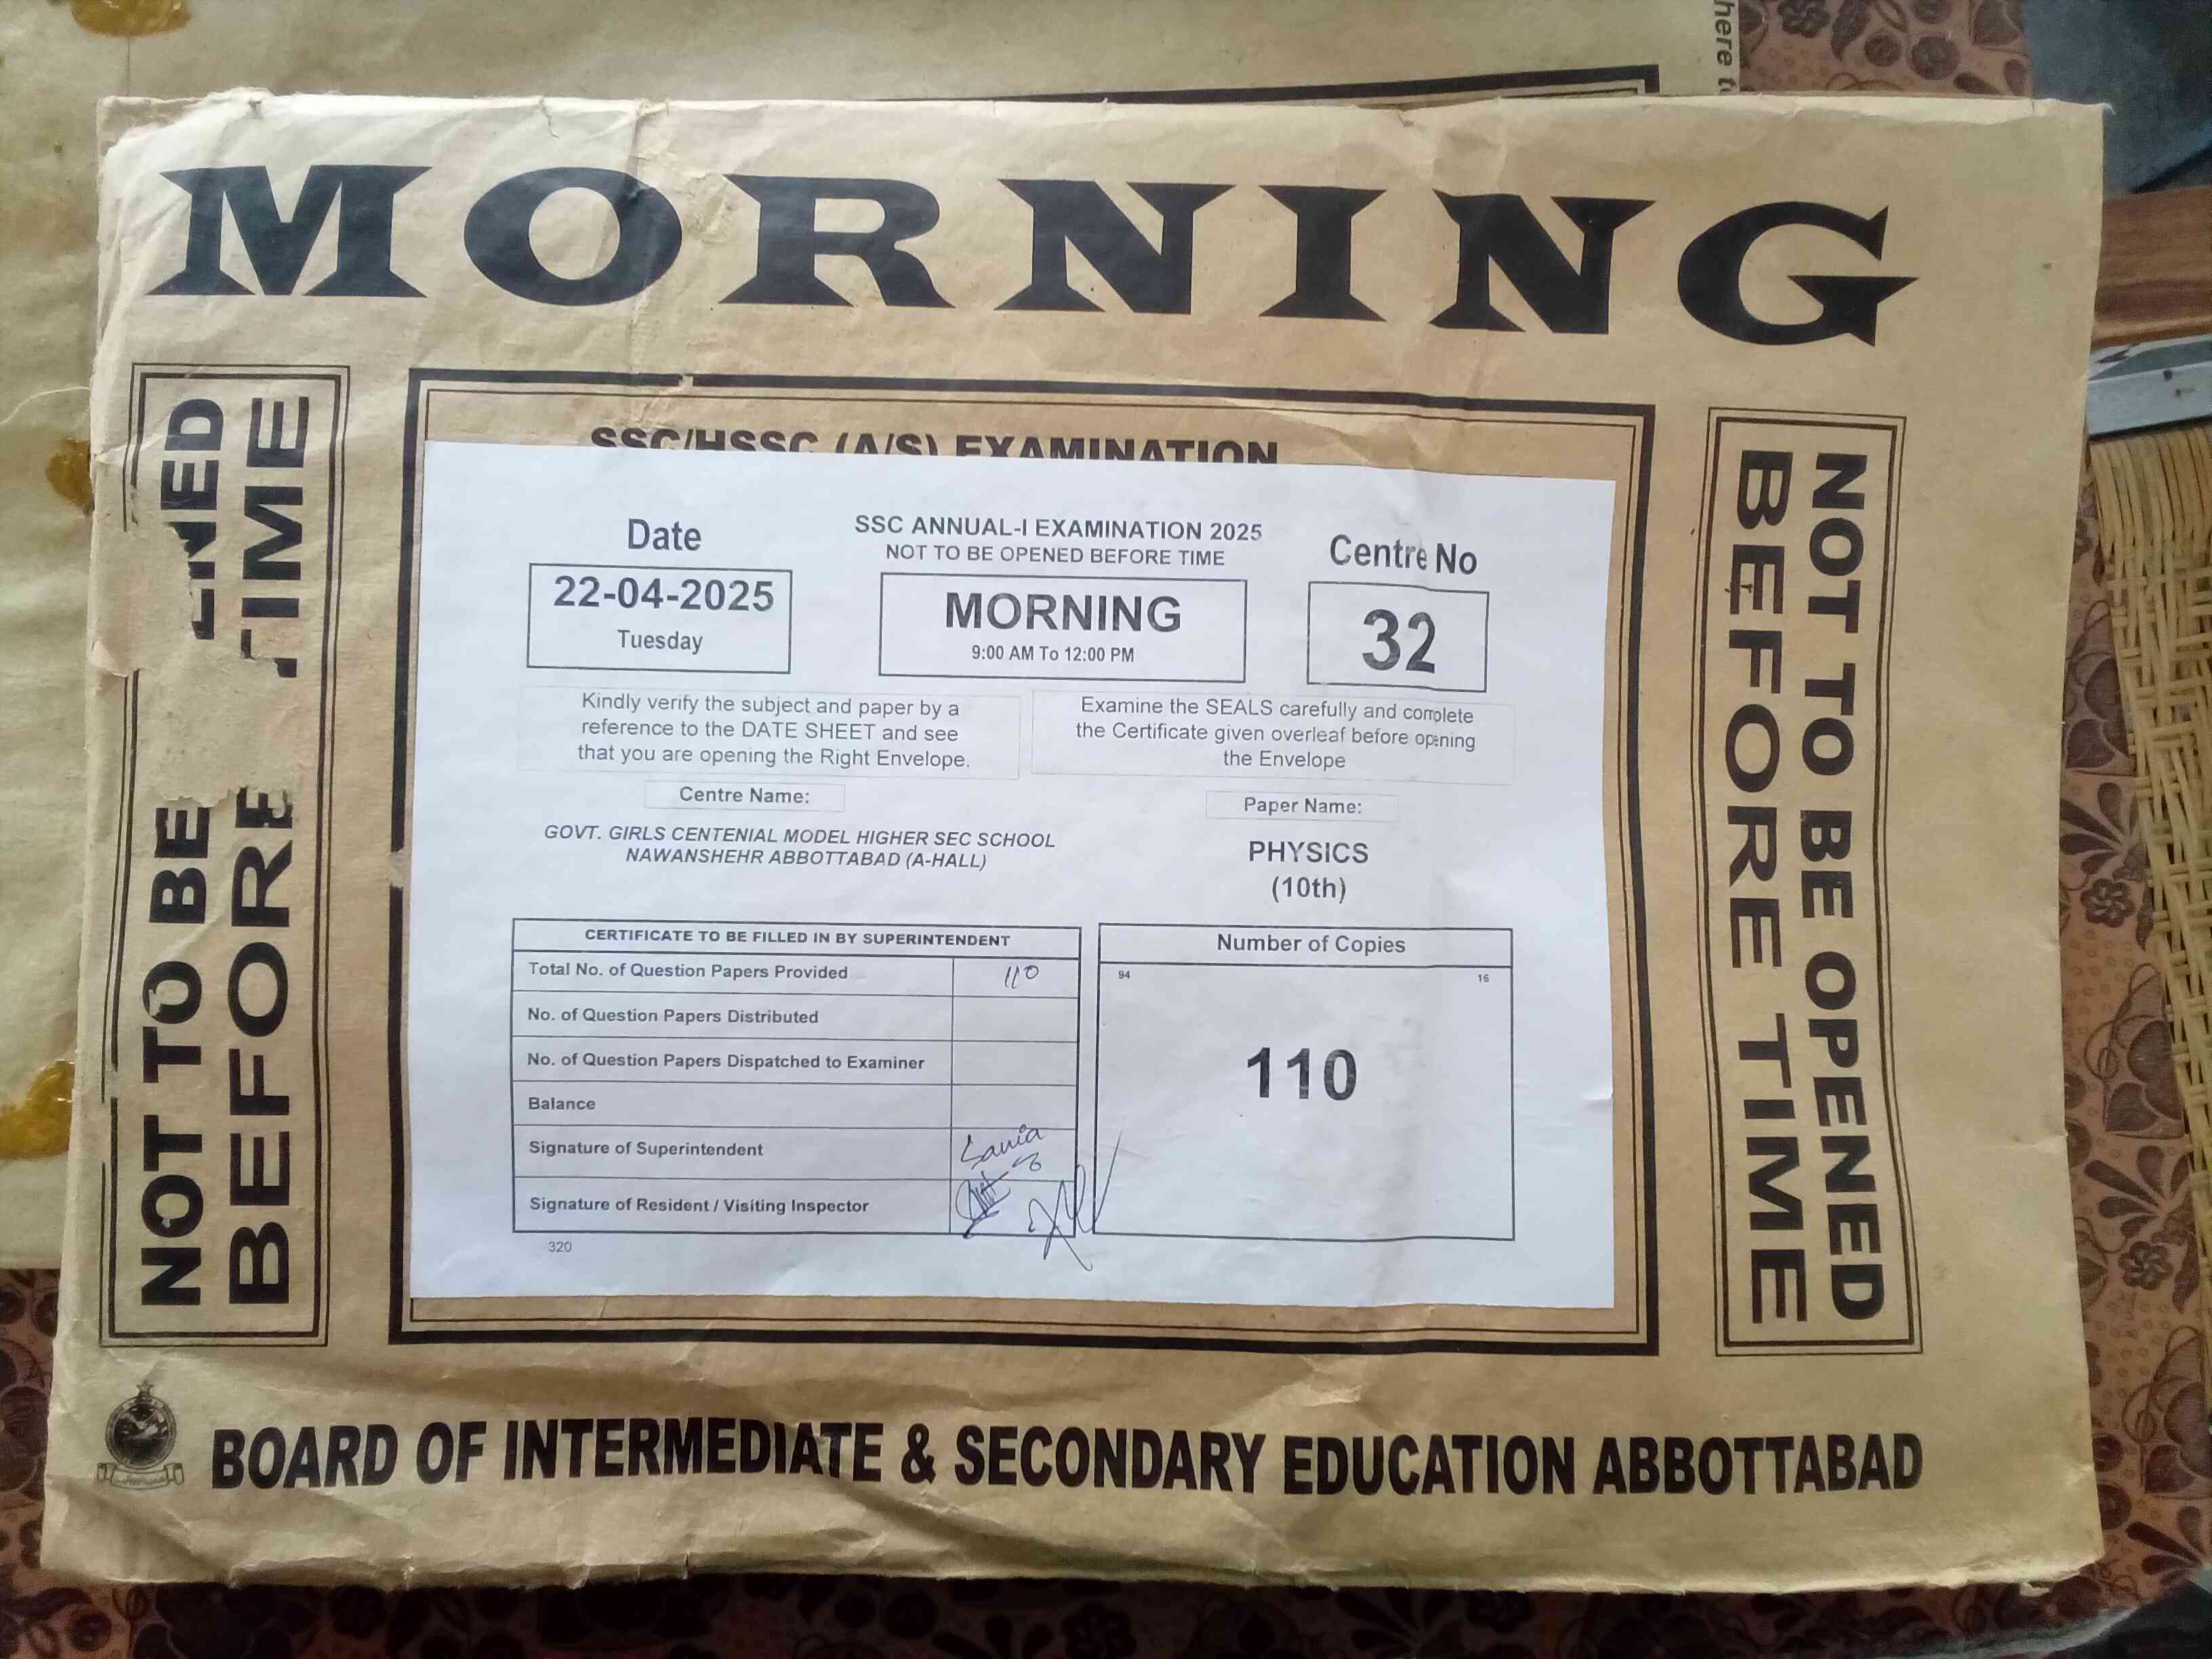 here t
MORNING
NOT TO BE ENED
BEFORE TIME
SSC/HSSC (A/S) EXAMINATION
Date
22-04-2025
Tuesday
SSC ANNUAL-I EXAMINATION 2025
NOT TO BE OPENED BEFORE TIME
MORNING
9:00 AM To 12:00 PM
Centre No
32
Kindly verify the subject and paper by a
reference to the DATE SHEET and see
that you are opening the Right Envelope.
Examine the SEALS carefully and complete
the Certificate given overleaf before opening
the Envelope
Centre Name:
GOVT. GIRLS CENTENIAL MODEL HIGHER SEC SCHOOL
NAWANSHEHR ABBOTTABAD (A-HALL)
Paper Name:
PHYSICS
(10th)
CERTIFICATE TO BE FILLED IN BY SUPERINTENDENT
Total No. of Question Papers Provided 110
No. of Question Papers Distributed
No. of Question Papers Dispatched to Examiner
Balance
Signature of Superintendent Sania
Signature of Resident / Visiting Inspector
320
Number of Copies
94 16
110
NOT TO BE OPENED
BEFORE TIME
BOARD OF INTERMEDIATE & SECONDARY EDUCATION ABBOTTABAD